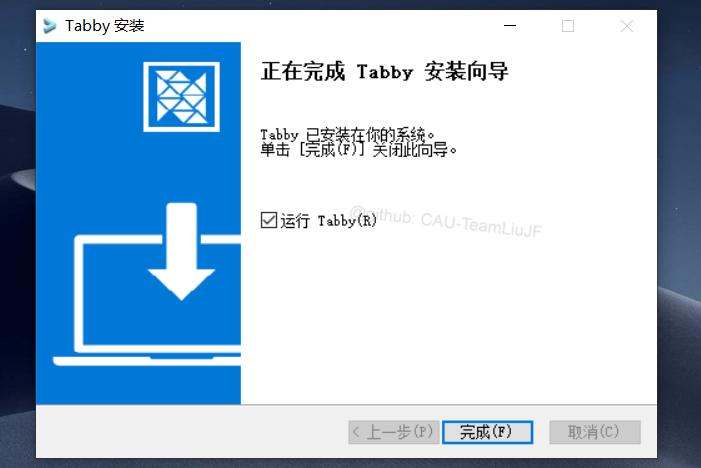 Tabby 安装
正在完成 Tabby 安装向导
Tabby 已安装在你的系统。
单击 [完成(F)] 关闭此向导。
运行 Tabby(R)
@github: CAU-TeamLiuJF
< 上一步(P)
完成(F)
取消(C)